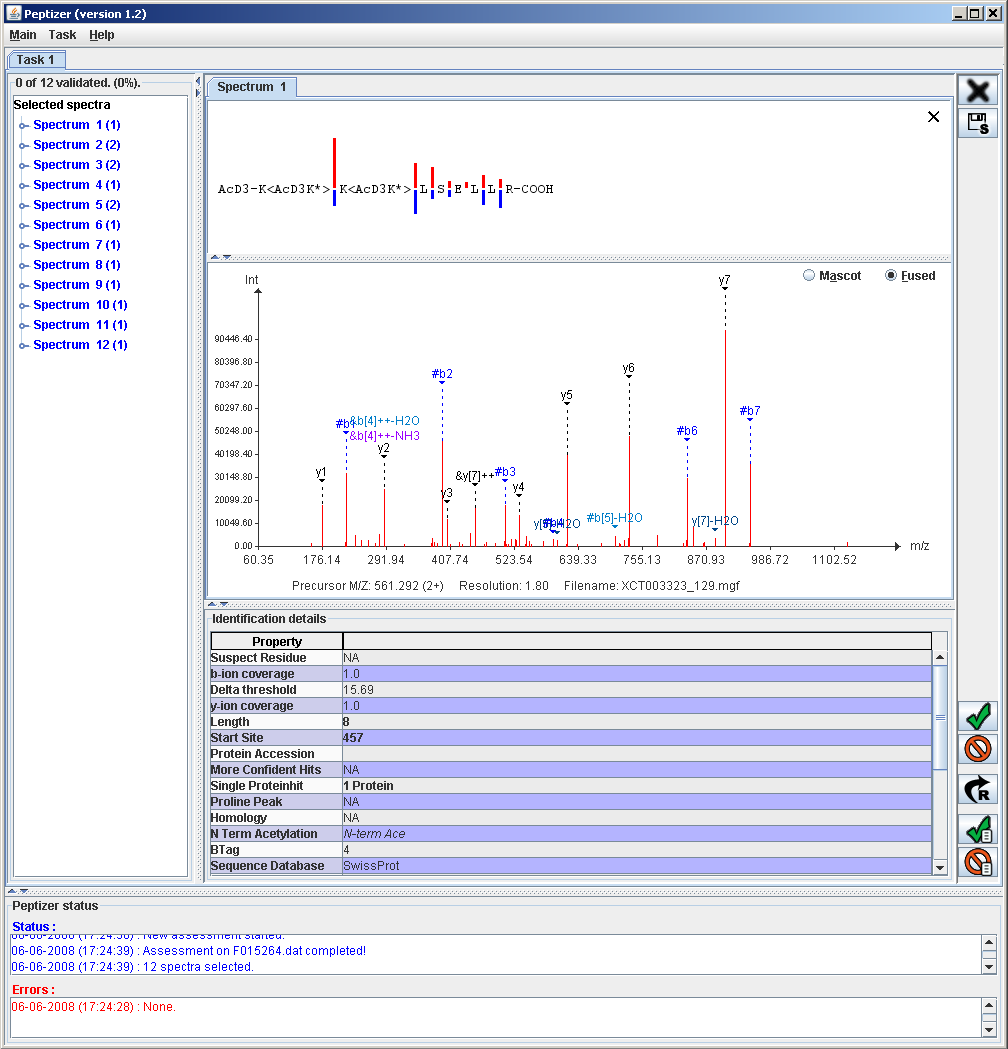 Peptizer (version 1.2)
Main Task Help
Task 1
0 of 12 validated. (0%).
Selected spectra
Spectrum 1 (1)
Spectrum 2 (2)
Spectrum 3 (2)
Spectrum 4 (1)
Spectrum 5 (2)
Spectrum 6 (1)
Spectrum 7 (1)
Spectrum 8 (1)
Spectrum 9 (1)
Spectrum 10 (1)
Spectrum 11 (1)
Spectrum 12 (1)
Spectrum 1
S
AcD3-K<AcD3K*> K<AcD3K*> L S E L L R-COOH
Int
Mascot Fused
y7
90446.40
80396.80
70347.20
60297.60
50248.00
40198.40
30148.80
20099.20
10049.60
0.00
#b2
y6
y5
#b7
&b[4]++-H2O
#b1
&b[4]++-NH3
#b6
y2
y1
&y[7]++
#b3
y4
y3
#b[5]-H2O
y[7]-H2O
60.35 176.14 291.94 407.74 523.54 639.33 755.13 870.93 986.72 1102.52
m/z
Precursor M/Z: 561.292 (2+) Resolution: 1.80 Filename: XCT003323_129.mgf
Identification details
Property
Suspect Residue NA
b-ion coverage 1.0
Delta threshold 15.69
y-ion coverage 1.0
Length 8
Start Site 457
Protein Accession
More Confident Hits NA
Single Proteinhit 1 Protein
Proline Peak NA
Homology NA
N Term Acetylation N-term Ace
BTag 4
Sequence Database SwissProt
R
Peptizer status
Status :
06-06-2008 (17:24:30) : New assessment started.
06-06-2008 (17:24:39) : Assessment on F015264.dat completed!
06-06-2008 (17:24:39) : 12 spectra selected.
Errors :
06-06-2008 (17:24:28) : None.